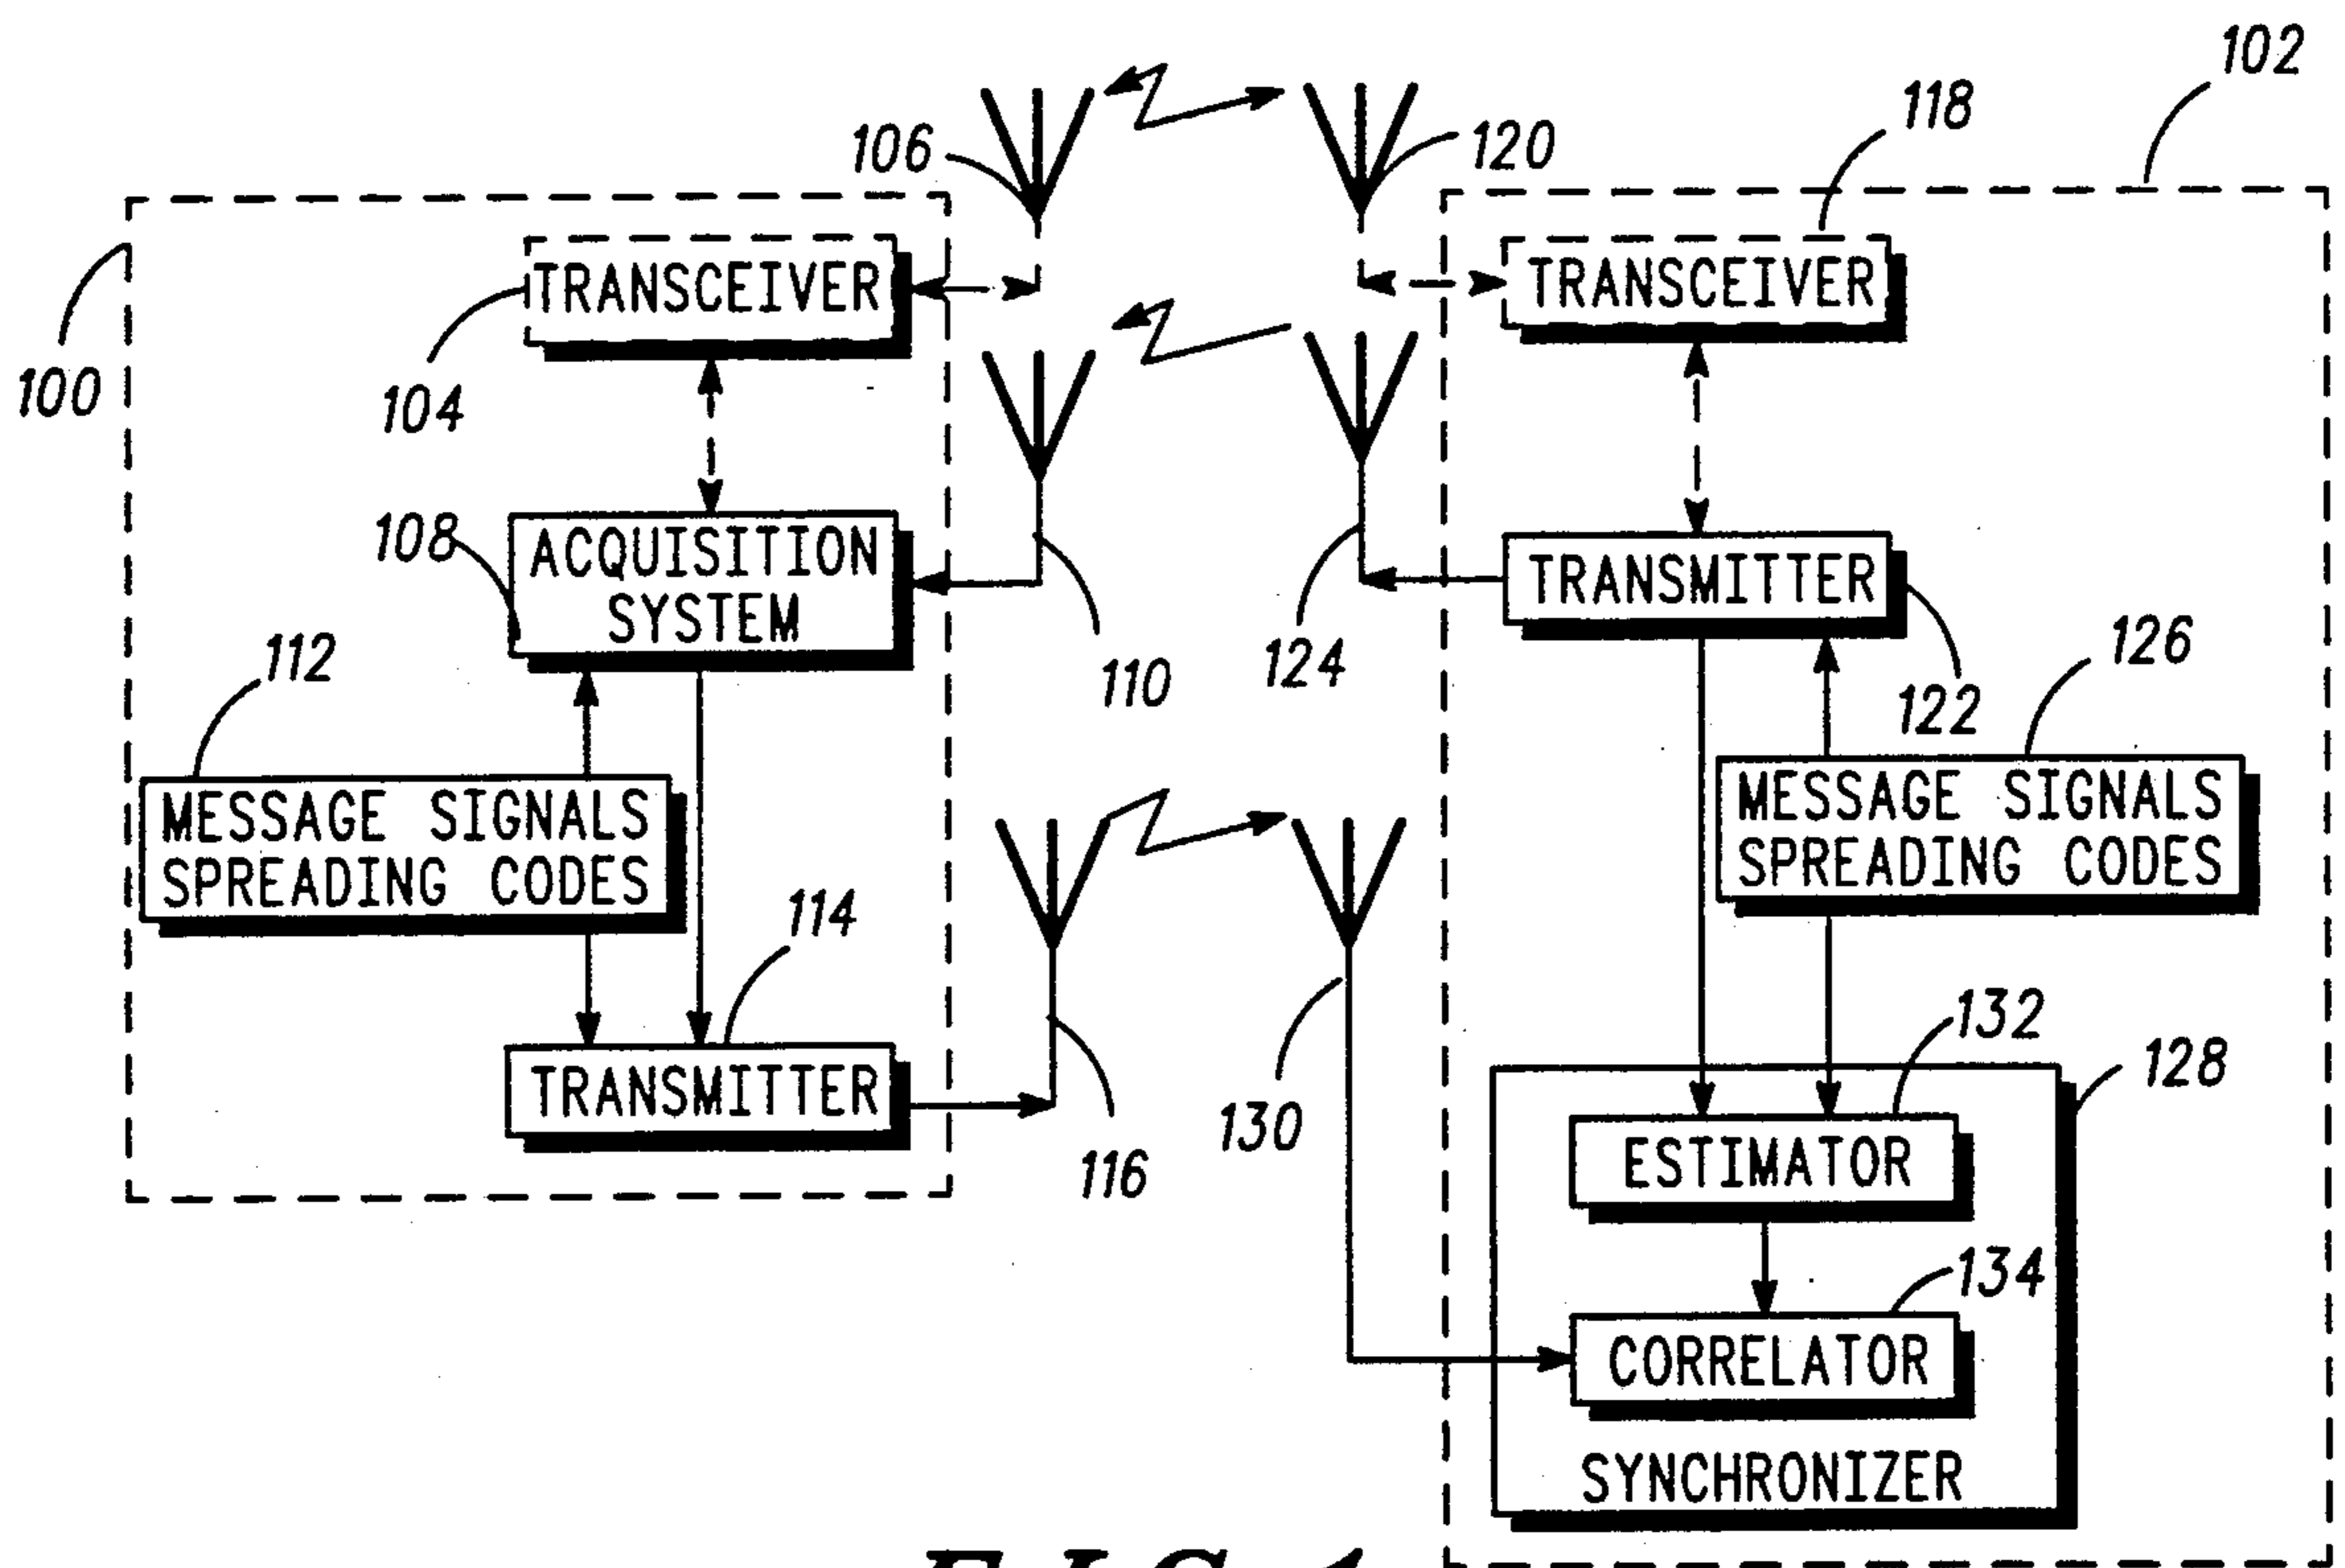 102
118
106
120
TRANSCEIVER
TRANSCEIVER
100
104
108
ACQUISITION
SYSTEM
TRANSMITTER
112
110
124
126
122
MESSAGE SIGNALS
SPREADING CODES
MESSAGE SIGNALS
SPREADING CODES
114
132
128
TRANSMITTER
130
116
ESTIMATOR
134
CORRELATOR
SYNCHRONIZER